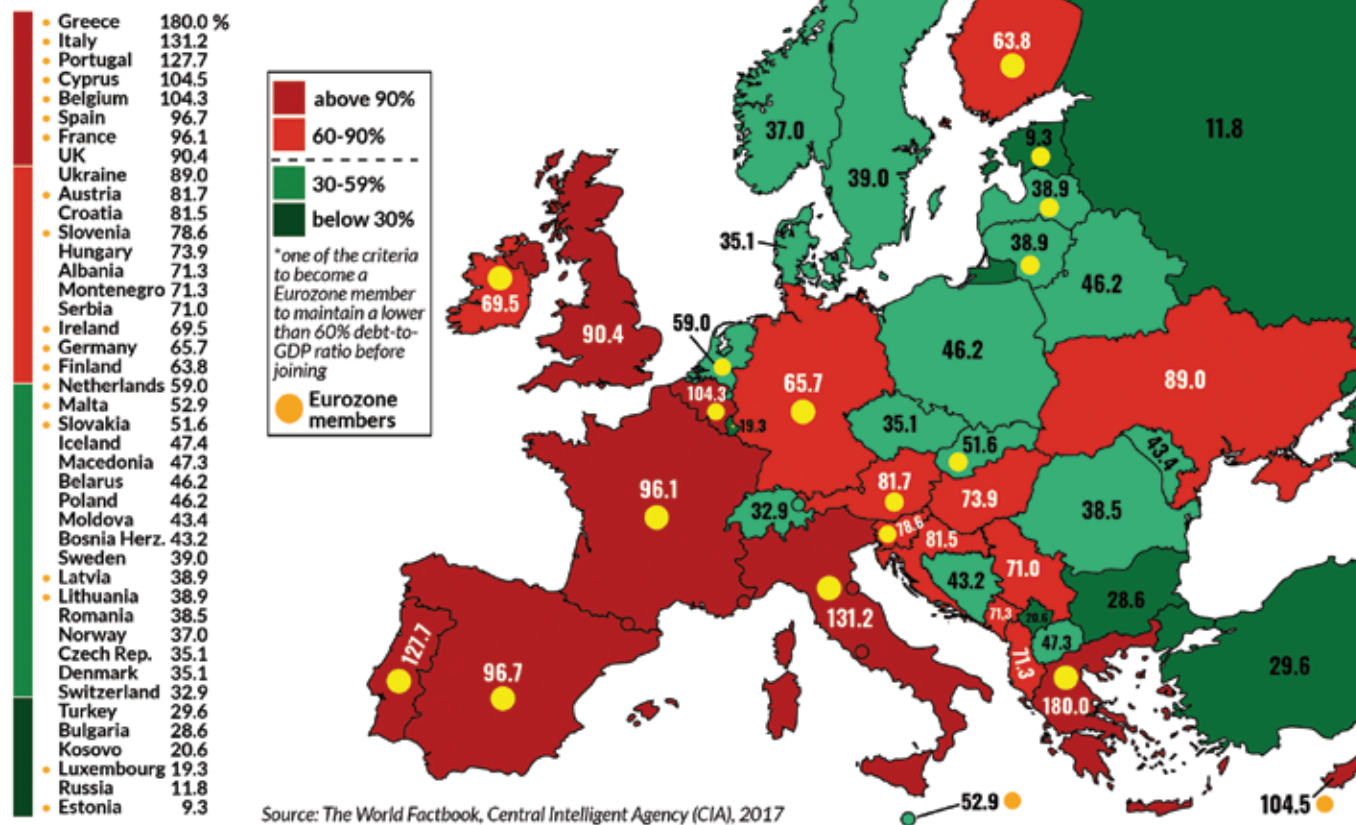 Greece 180.0 %
Italy 131.2
Portugal 127.7
Cyprus 104.5
Belgium 104.3
Spain 96.7
France 96.1
UK 90.4
Ukraine 89.0
Austria 81.7
Croatia 81.5
Slovenia 78.6
Hungary 73.9
Albania 71.3
Montenegro 71.3
Serbia 71.0
Ireland 69.5
Germany 65.7
Finland 63.8
Netherlands 59.0
Malta 52.9
Slovakia 51.6
Iceland 47.4
Macedonia 47.3
Belarus 46.2
Poland 46.2
Moldova 43.4
Bosnia Herz. 43.2
Sweden 39.0
Latvia 38.9
Lithuania 38.9
Romania 38.5
Norway 37.0
Czech Rep. 35.1
Denmark 35.1
Switzerland 32.9
Turkey 29.6
Bulgaria 28.6
Kosovo 20.6
Luxembourg 19.3
Russia 11.8
Estonia 9.3
above 90%
60-90%
30-59%
below 30%
*one of the criteria
to become a
Eurozone member
to maintain a lower
than 60% debt-to-
GDP ratio before
joining
Eurozone
members
63.8
37.0
39.0
11.8
9.3
38.9
38.9
35.1
46.2
69.5
90.4
59.0
46.2
104.3
65.7
89.0
19.3
35.1
51.6
43.4
96.1
81.7
73.9
32.9
38.5
78.6
81.5
71.0
43.2
28.6
131.2
71.3
20.6
47.3
127.7
96.7
71.3
29.6
180.0
52.9
104.5
Source: The World Factbook, Central Intelligent Agency (CIA), 2017